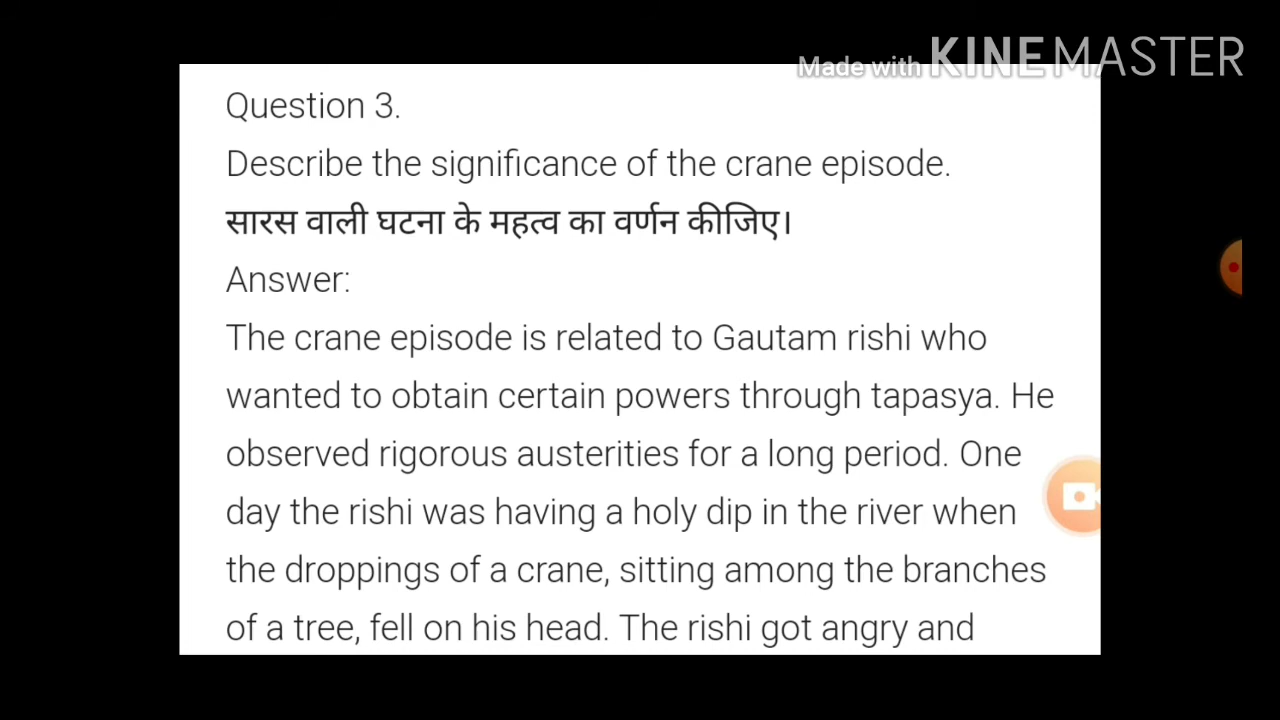 Made with KINEMASTER
Question 3.
Describe the significance of the crane episode.
सारस वाली घटना के महत्व का वर्णन कीजिए।
Answer:
The crane episode is related to Gautam rishi who
wanted to obtain certain powers through tapasya. He
observed rigorous austerities for a long period. One
day the rishi was having a holy dip in the river when
the droppings of a crane, sitting among the branches
of a tree, fell on his head. The rishi got angry and